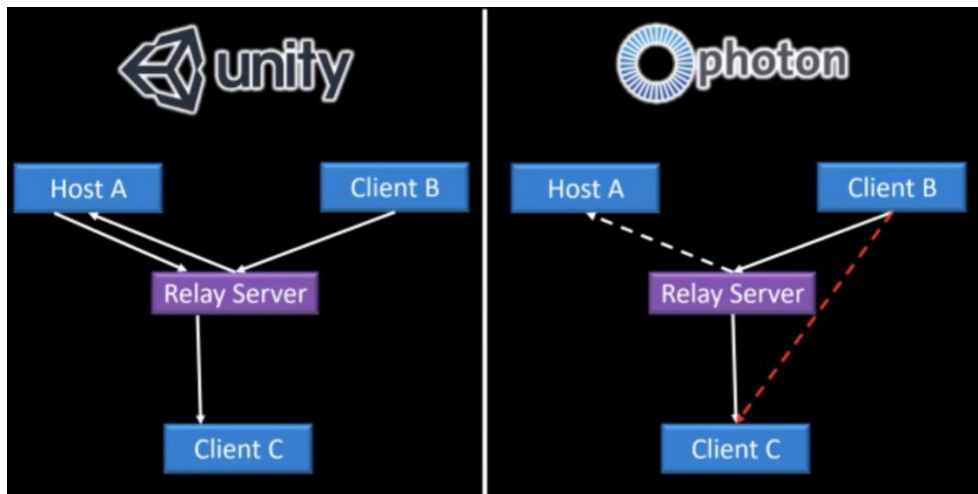 unity
Host A
Client B
Relay Server
Client C
photon
Host A
Client B
Relay Server
Client C